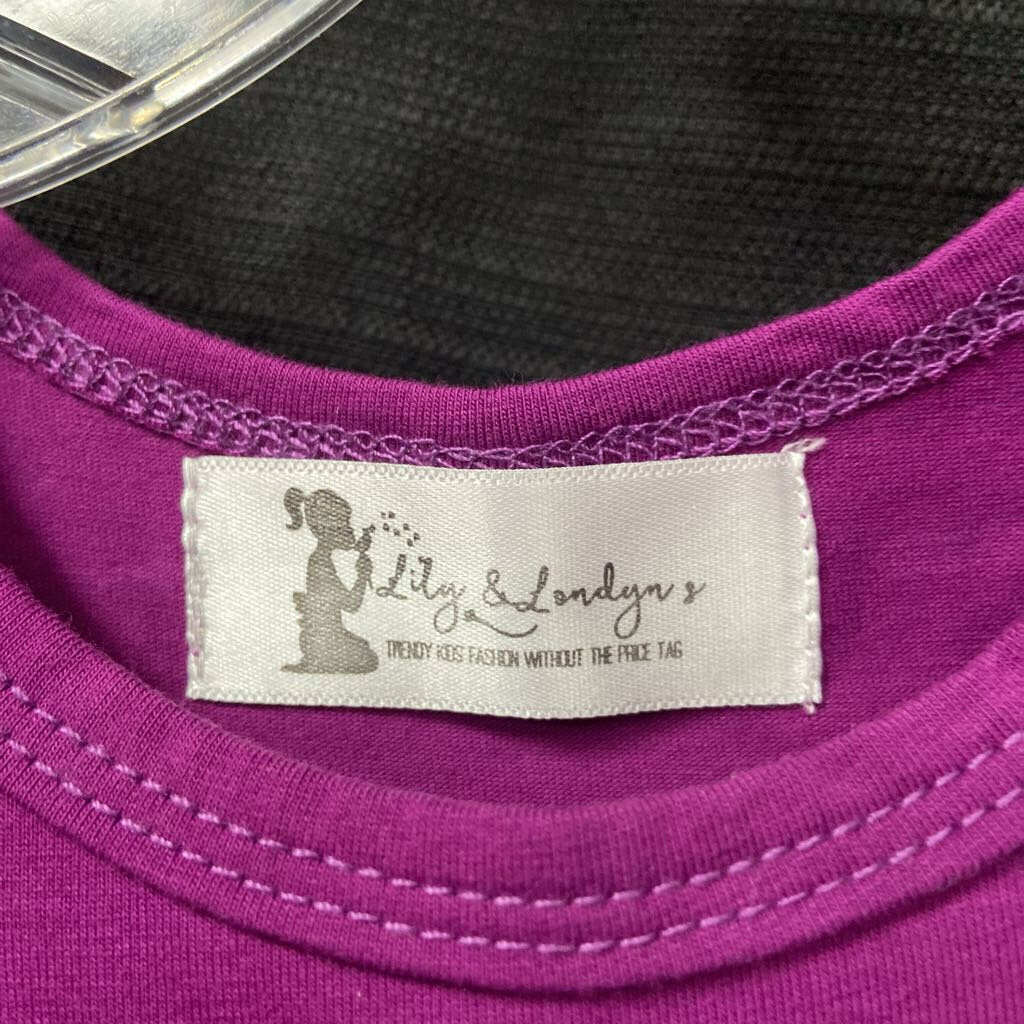 Lily & Londyn's
TRENDY KIDS FASHION WITHOUT THE PRICE TAG